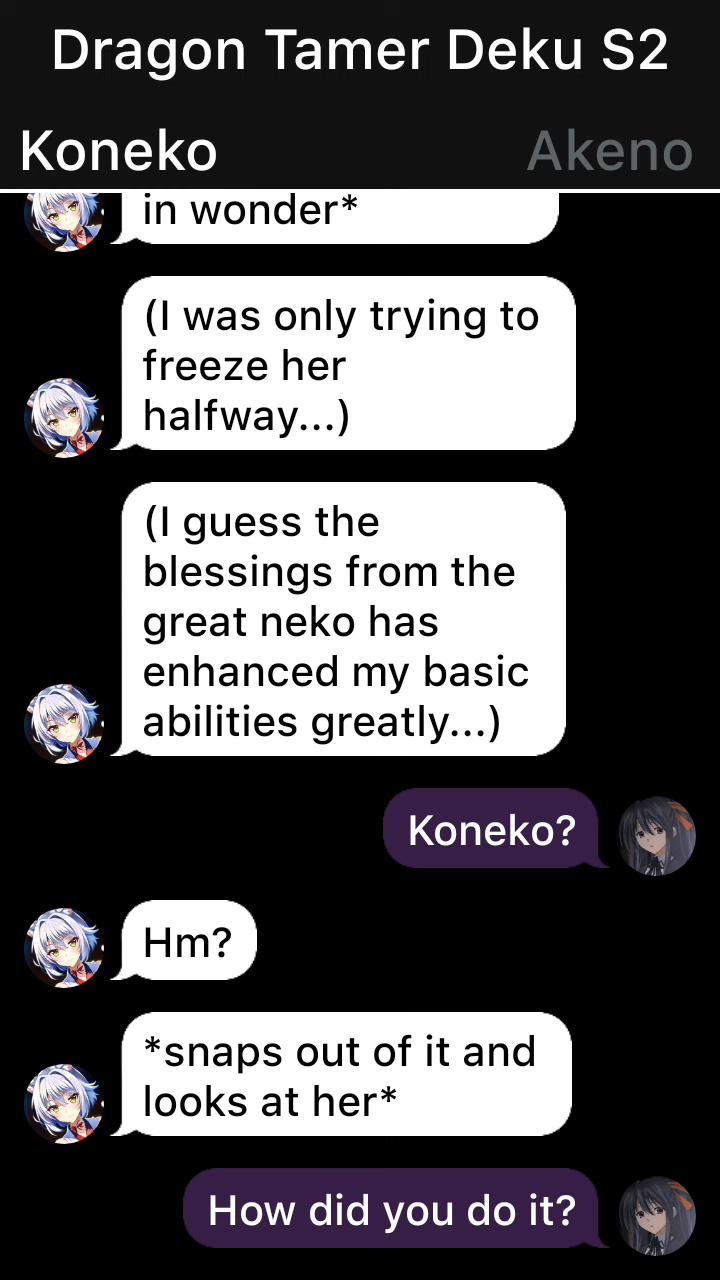 Dragon Tamer Deku S2
Koneko
Akeno
in wonder*
(I was only trying to
freeze her
halfway...)
(I guess the
blessings from the
great neko has
enhanced my basic
abilities greatly...)
Koneko?
Hm?
*snaps out of it and
looks at her*
How did you do it?